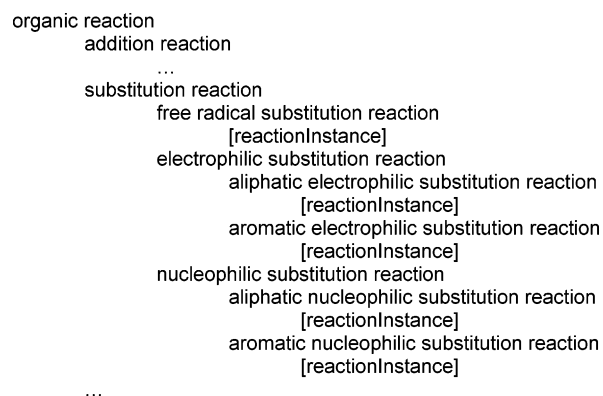 organic reaction
addition reaction
...
substitution reaction
free radical substitution reaction
[reactionInstance]
electrophilic substitution reaction
aliphatic electrophilic substitution reaction
[reactionInstance]
aromatic electrophilic substitution reaction
[reactionInstance]
nucleophilic substitution reaction
aliphatic nucleophilic substitution reaction
[reactionInstance]
aromatic nucleophilic substitution reaction
[reactionInstance]
...